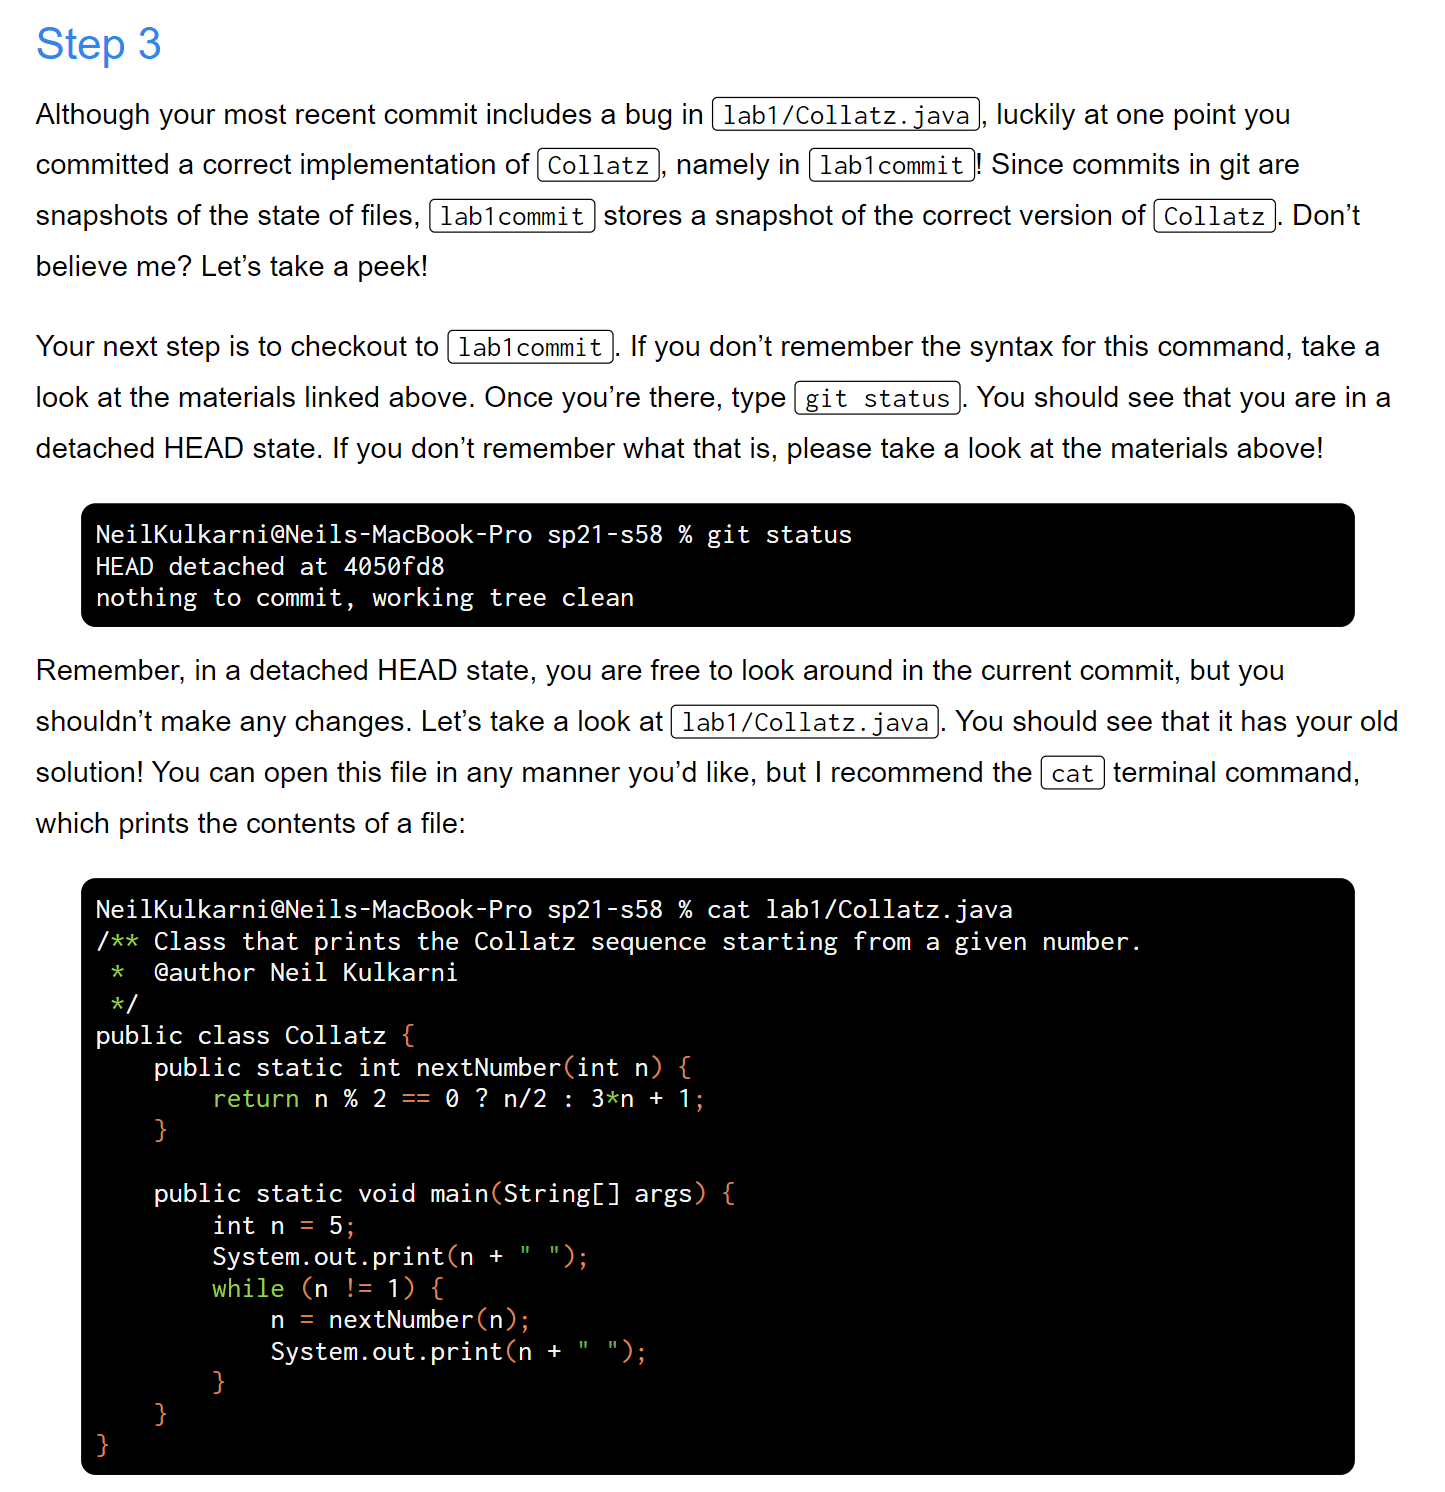 Step 3
Although your most recent commit includes a bug in lab1/Collatz.java, luckily at one point you
committed a correct implementation of Collatz, namely in lab1commit! Since commits in git are
snapshots of the state of files, lab1commit stores a snapshot of the correct version of Collatz. Don’t
believe me? Let’s take a peek!
Your next step is to checkout to lab1commit. If you don’t remember the syntax for this command, take a
look at the materials linked above. Once you’re there, type git status. You should see that you are in a
detached HEAD state. If you don’t remember what that is, please take a look at the materials above!
NeilKulkarni@Neils-MacBook-Pro sp21-s58 % git status
HEAD detached at 4050fd8
nothing to commit, working tree clean
Remember, in a detached HEAD state, you are free to look around in the current commit, but you
shouldn’t make any changes. Let’s take a look at lab1/Collatz.java. You should see that it has your old
solution! You can open this file in any manner you’d like, but I recommend the cat terminal command,
which prints the contents of a file:
NeilKulkarni@Neils-MacBook-Pro sp21-s58 % cat lab1/Collatz.java
/** Class that prints the Collatz sequence starting from a given number.
 *  @author Neil Kulkarni
 */
public class Collatz {
    public static int nextNumber(int n) {
        return n % 2 == 0 ? n/2 : 3*n + 1;
    }
    public static void main(String[] args) {
        int n = 5;
        System.out.print(n + " ");
        while (n != 1) {
            n = nextNumber(n);
            System.out.print(n + " ");
        }
    }
}